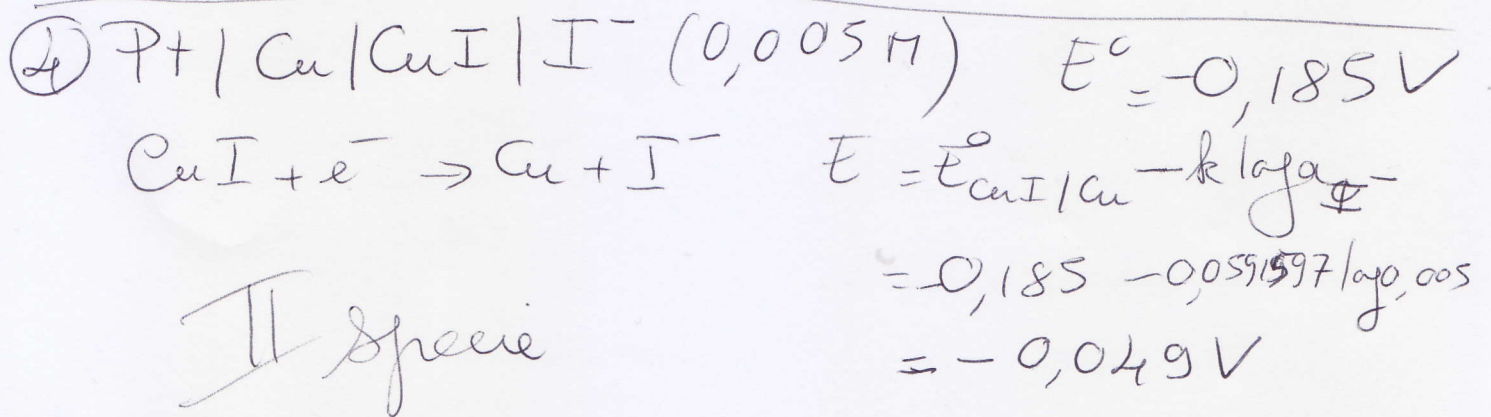 ④ Pt | Cu | CuI | I⁻ (0,005 M) E° = -0,185 V
CuI + e⁻ → Cu + I⁻ E = E°CuI/Cu - k log a I⁻
= -0,185 - 0,0591597 log 0,005
II specie
= -0,049 V